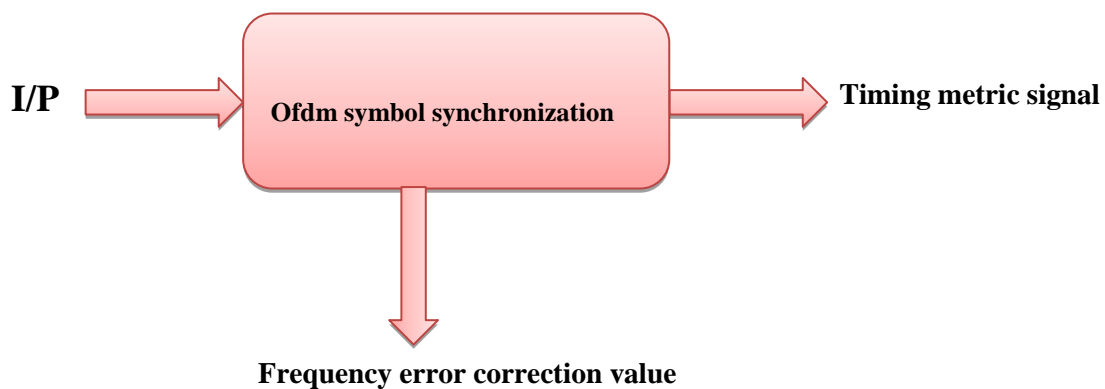 I/P
Ofdm symbol synchronization
Timing metric signal
Frequency error correction value